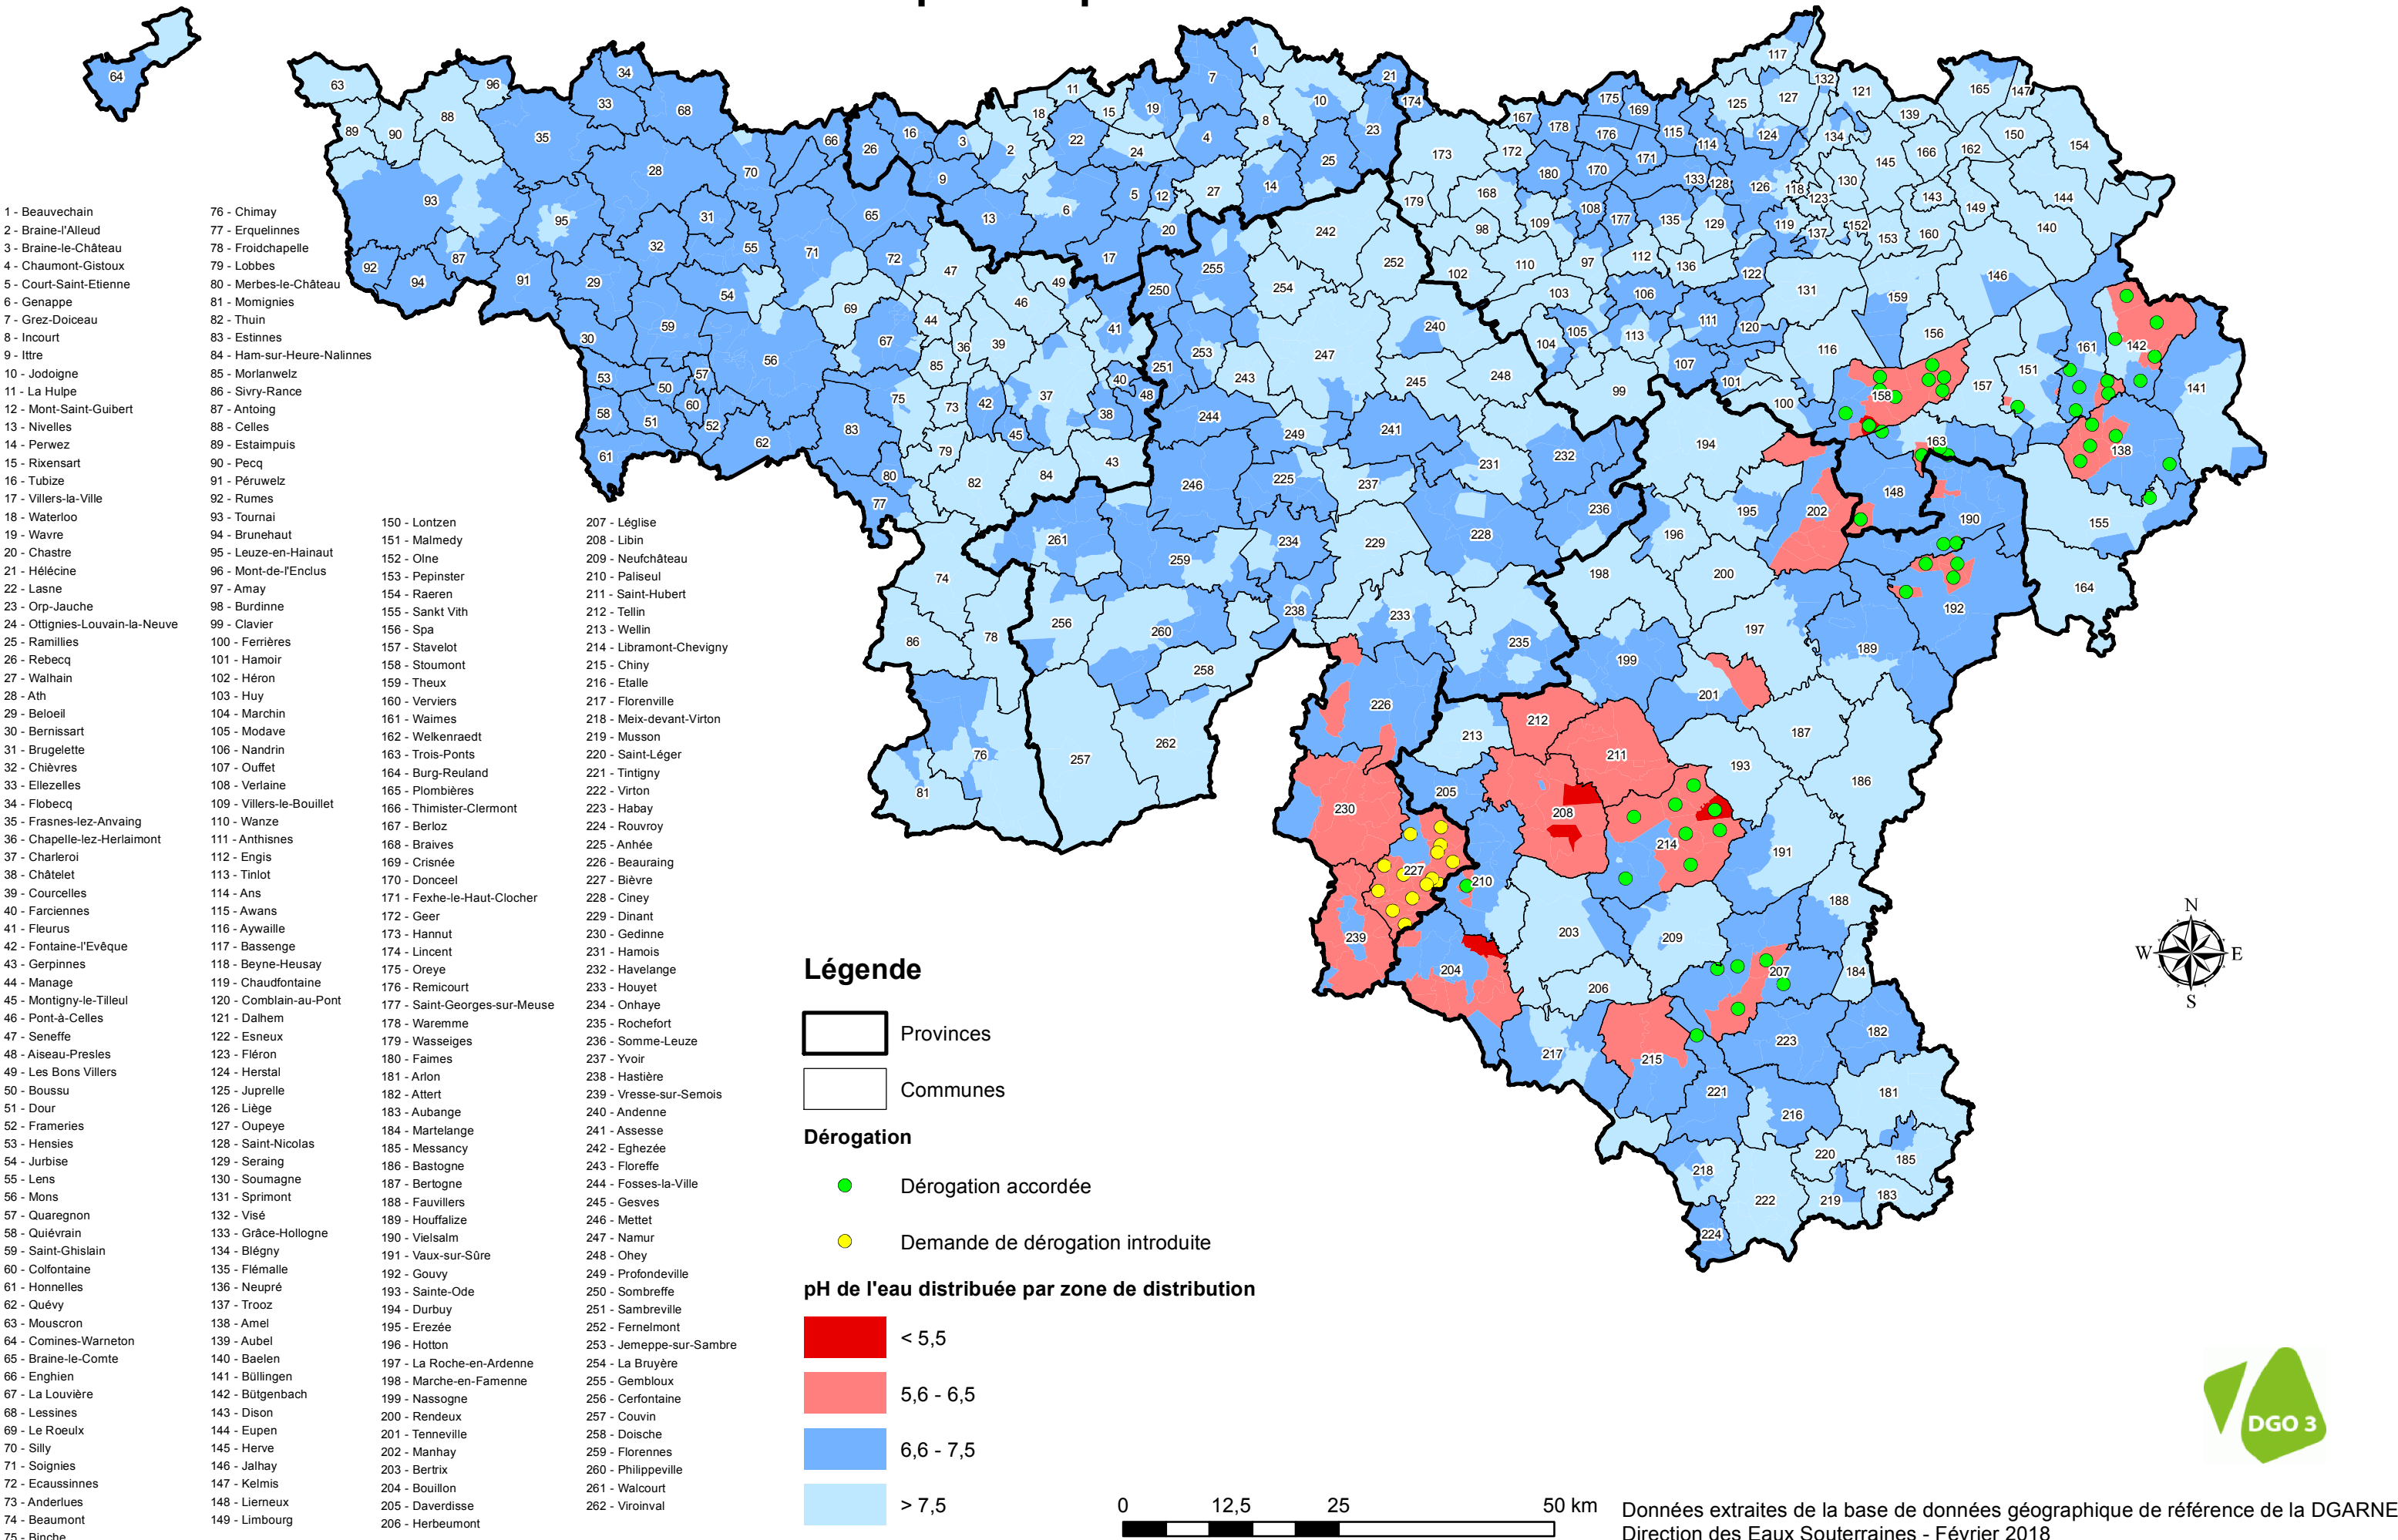 1 - Beauvechain
2 - Braine-l'Alleud
3 - Braine-le-Château
4 - Chaumont-Gistoux
5 - Court-Saint-Etienne
6 - Genappe
7 - Grez-Doiceau
8 - Incourt
9 - Ittre
10 - Jodoigne
11 - La Hulpe
12 - Mont-Saint-Guibert
13 - Nivelles
14 - Perwez
15 - Rixensart
16 - Tubize
17 - Villers-la-Ville
18 - Waterloo
19 - Wavre
20 - Chastre
21 - Hélécine
22 - Lasne
23 - Orp-Jauche
24 - Ottignies-Louvain-la-Neuve
25 - Ramillies
26 - Rebecq
27 - Walhain
28 - Ath
29 - Beloeil
30 - Bernissart
31 - Brugelette
32 - Chièvres
33 - Ellezelles
34 - Flobecq
35 - Frasnes-lez-Anvaing
36 - Chapelle-lez-Herlaimont
37 - Charleroi
38 - Châtelet
39 - Courcelles
40 - Farciennes
41 - Fleurus
42 - Fontaine-l'Evêque
43 - Gerpinnes
44 - Manage
45 - Montigny-le-Tilleul
46 - Pont-à-Celles
47 - Seneffe
48 - Aiseau-Presles
49 - Les Bons Villers
50 - Boussu
51 - Dour
52 - Frameries
53 - Hensies
54 - Jurbise
55 - Lens
56 - Mons
57 - Quaregnon
58 - Quiévrain
59 - Saint-Ghislain
60 - Colfontaine
61 - Honnelles
62 - Quévy
63 - Mouscron
64 - Comines-Warneton
65 - Braine-le-Comte
66 - Enghien
67 - La Louvière
68 - Lessines
69 - Le Roeulx
70 - Silly
71 - Soignies
72 - Ecaussinnes
73 - Anderlues
74 - Beaumont
75 - Binche
76 - Chimay
77 - Erquelinnes
78 - Froidchapelle
79 - Lobbes
80 - Merbes-le-Château
81 - Momignies
82 - Thuin
83 - Estinnes
84 - Ham-sur-Heure-Nalinnes
85 - Morlanwelz
86 - Sivry-Rance
87 - Antoing
88 - Celles
89 - Estaimpuis
90 - Pecq
91 - Péruwelz
92 - Rumes
93 - Tournai
94 - Brunehaut
95 - Leuze-en-Hainaut
96 - Mont-de-l'Enclus
97 - Amay
98 - Burdinne
99 - Clavier
100 - Ferrières
101 - Hamoir
102 - Héron
103 - Huy
104 - Marchin
105 - Modave
106 - Nandrin
107 - Ouffet
108 - Verlaine
109 - Villers-le-Bouillet
110 - Wanze
111 - Anthisnes
112 - Engis
113 - Tinlot
114 - Ans
115 - Awans
116 - Aywaille
117 - Bassenge
118 - Beyne-Heusay
119 - Chaudfontaine
120 - Comblain-au-Pont
121 - Dalhem
122 - Esneux
123 - Fléron
124 - Herstal
125 - Juprelle
126 - Liège
127 - Oupeye
128 - Saint-Nicolas
129 - Seraing
130 - Soumagne
131 - Sprimont
132 - Visé
133 - Grâce-Hollogne
134 - Blégny
135 - Flémalle
136 - Neupré
137 - Trooz
138 - Amel
139 - Aubel
140 - Baelen
141 - Büllingen
142 - Bütgenbach
143 - Dison
144 - Eupen
145 - Herve
146 - Jalhay
147 - Kelmis
148 - Lierneux
149 - Limbourg
150 - Lontzen
151 - Malmedy
152 - Olne
153 - Pepinster
154 - Raeren
155 - Sankt Vith
156 - Spa
157 - Stavelot
158 - Stoumont
159 - Theux
160 - Verviers
161 - Waimes
162 - Welkenraedt
163 - Trois-Ponts
164 - Burg-Reuland
165 - Plombières
166 - Thimister-Clermont
167 - Berloz
168 - Braives
169 - Crisnée
170 - Donceel
171 - Fexhe-le-Haut-Clocher
172 - Geer
173 - Hannut
174 - Lincent
175 - Oreye
176 - Remicourt
177 - Saint-Georges-sur-Meuse
178 - Waremme
179 - Wasseiges
180 - Faimes
181 - Arlon
182 - Attert
183 - Aubange
184 - Martelange
185 - Messancy
186 - Bastogne
187 - Bertogne
188 - Fauvillers
189 - Houffalize
190 - Vielsalm
191 - Vaux-sur-Sûre
192 - Gouvy
193 - Sainte-Ode
194 - Durbuy
195 - Erezée
196 - Hotton
197 - La Roche-en-Ardenne
198 - Marche-en-Famenne
199 - Nassogne
200 - Rendeux
201 - Tenneville
202 - Manhay
203 - Bertrix
204 - Bouillon
205 - Daverdisse
206 - Herbeumont
207 - Léglise
208 - Libin
209 - Neufchâteau
210 - Paliseul
211 - Saint-Hubert
212 - Tellin
213 - Wellin
214 - Libramont-Chevigny
215 - Chiny
216 - Etalle
217 - Florenville
218 - Meix-devant-Virton
219 - Musson
220 - Saint-Léger
221 - Tintigny
222 - Virton
223 - Habay
224 - Rouvroy
225 - Anhée
226 - Beauraing
227 - Bièvre
228 - Ciney
229 - Dinant
230 - Gedinne
231 - Hamois
232 - Havelange
233 - Houyet
234 - Onhaye
235 - Rochefort
236 - Somme-Leuze
237 - Yvoir
238 - Hastière
239 - Vresse-sur-Semois
240 - Andenne
241 - Assesse
242 - Eghezée
243 - Floreffe
244 - Fosses-la-Ville
245 - Gesves
246 - Mettet
247 - Namur
248 - Ohey
249 - Profondeville
250 - Sombreffe
251 - Sambreville
252 - Fernelmont
253 - Jemeppe-sur-Sambre
254 - La Bruyère
255 - Gembloux
256 - Cerfontaine
257 - Couvin
258 - Doische
259 - Florennes
260 - Philippeville
261 - Walcourt
262 - Viroinval
Légende
Provinces
Communes
Dérogation
Dérogation accordée
Demande de dérogation introduite
pH de l'eau distribuée par zone de distribution
< 5,5
5,6 - 6,5
6,6 - 7,5
> 7,5
0 12,5 25 50 km
N
W E
S
DGO 3
Données extraites de la base de données géographique de référence de la DGARNE
Direction des Eaux Souterraines - Février 2018